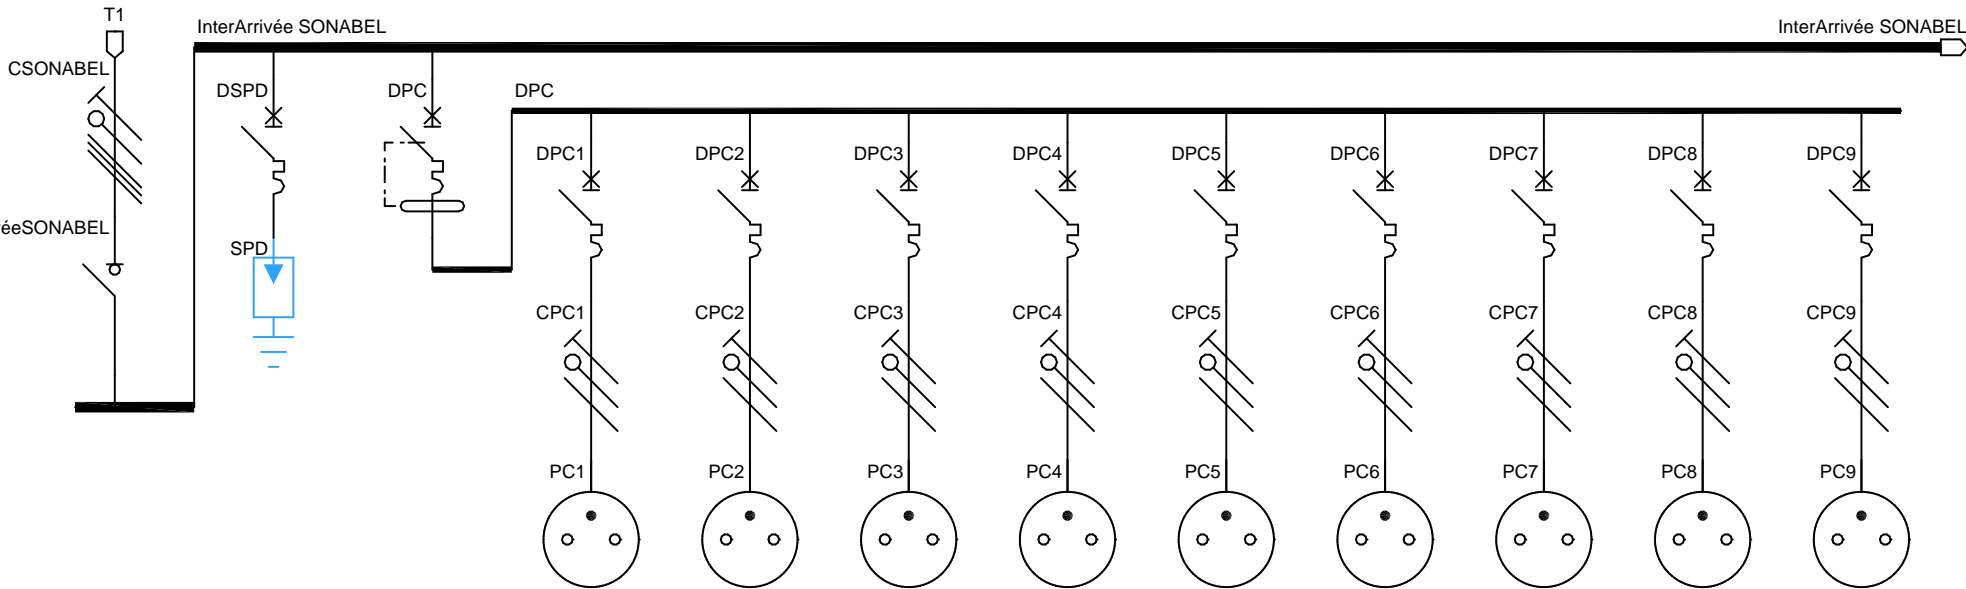 T1
InterArrivée SONABEL
InterArrivée SONABEL
CSONABEL
DSPD
DPC
DPC
DPC1
DPC2
DPC3
DPC4
DPC5
DPC6
DPC7
DPC8
DPC9
éeSONABEL
SPD
CPC1
CPC2
CPC3
CPC4
CPC5
CPC6
CPC7
CPC8
CPC9
PC1
PC2
PC3
PC4
PC5
PC6
PC7
PC8
PC9